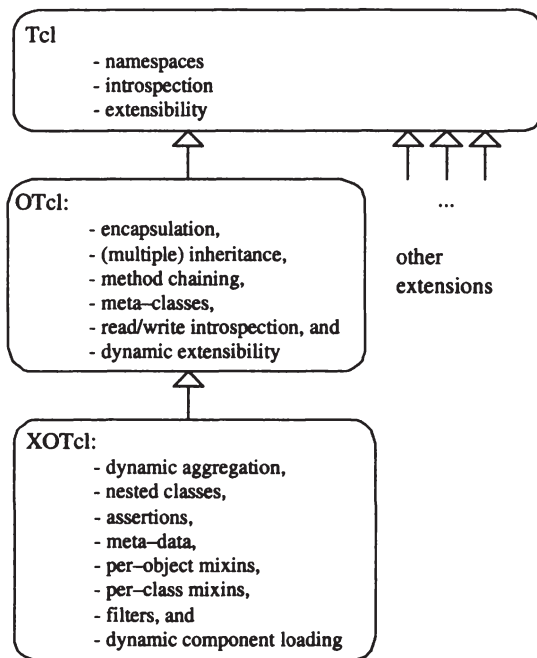 Tcl
- namespaces
- introspection
- extensibility
OTcl:
- encapsulation,
- (multiple) inheritance,
- method chaining,
- meta–classes,
- read/write introspection, and
- dynamic extensibility
...
other
extensions
XOTcl:
- dynamic aggregation,
- nested classes,
- assertions,
- meta–data,
- per–object mixins,
- per–class mixins,
- filters, and
- dynamic component loading